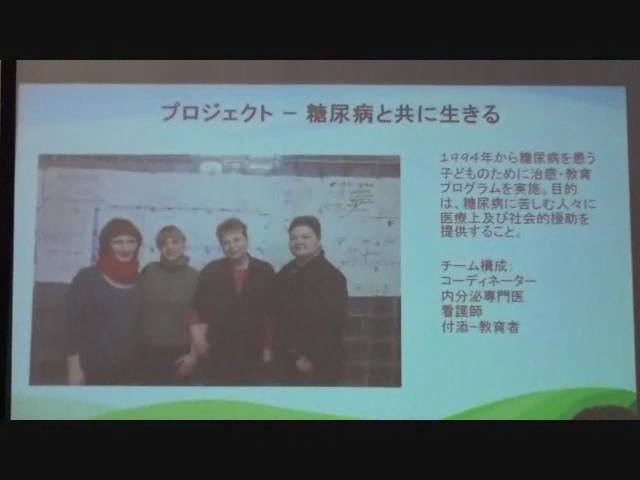 プロジェクト － 糖尿病と共に生きる
1994年から糖尿病を患う
子どものために治癒・教育
プログラムを実施。目的
は、糖尿病に苦しむ人々に
医療上及び社会的援助を
提供すること。
チーム構成：
コーディネーター
内分泌専門医
看護師
付添－教育者